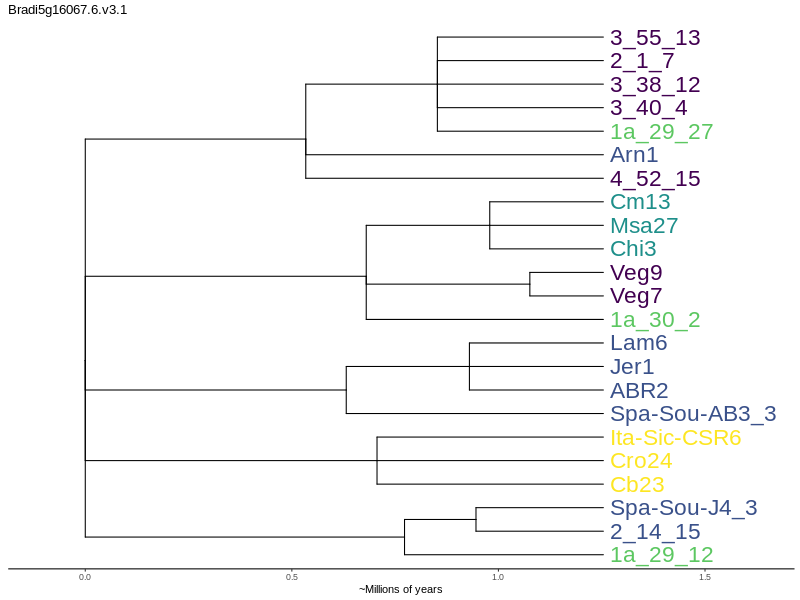 Bradi5g16067.6.v3.1
3_55_13
2_1_7
3_38_12
3_40_4
1a_29_27
Arn1
4_52_15
Cm13
Msa27
Chi3
Veg9
Veg7
1a_30_2
Lam6
Jer1
ABR2
Spa-Sou-AB3_3
Ita-Sic-CSR6
Cro24
Cb23
Spa-Sou-J4_3
2_14_15
1a_29_12
0.0 0.5 1.0 1.5
~Millions of years